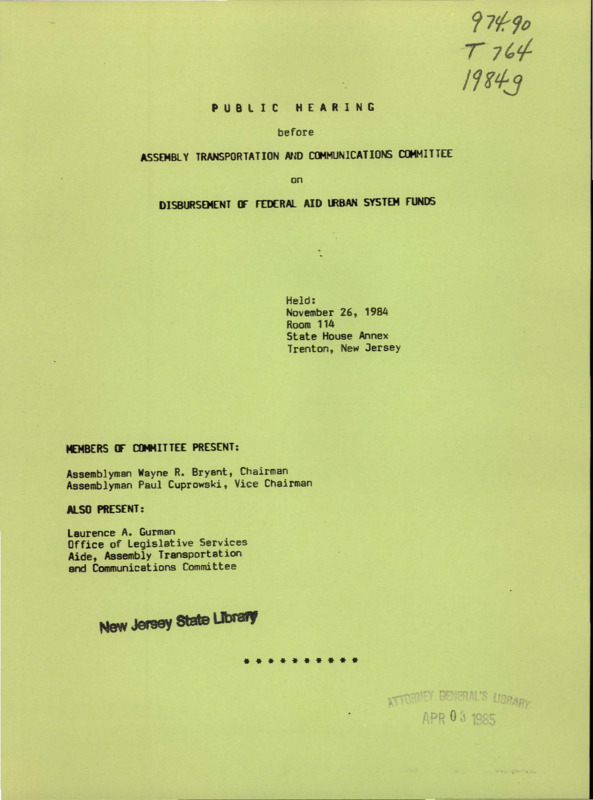 974.90
T 764
1984g
PUBLIC HEARING
before
ASSEMBLY TRANSPORTATION AND COMMUNICATIONS COMMITTEE
on
DISBURSEMENT OF FEDERAL AID URBAN SYSTEM FUNDS
Held:
November 26, 1984
Room 114
State House Annex
Trenton, New Jersey
MEMBERS OF COMMITTEE PRESENT:
Assemblyman Wayne R. Bryant, Chairman
Assemblyman Paul Cuprowski, Vice Chairman
ALSO PRESENT:
Laurence A. Gurman
Office of Legislative Services
Aide, Assembly Transportation
and Communications Committee
New Jersey State Library
* * * * * * * * * *
ATTORNEY GENERAL'S LIBRARY
APR 03 1985